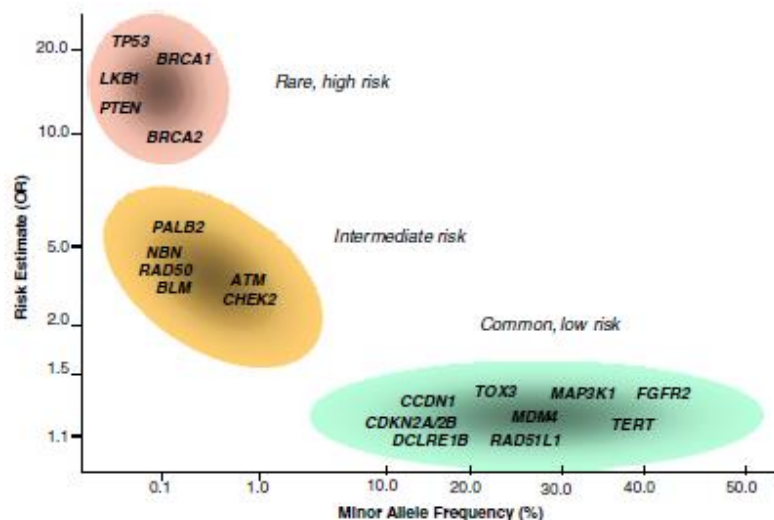 20.0
10.0
5.0
2.0
1.5
1.1
Risk Estimate (OR)
TP53
BRCA1
LKB1
PTEN
BRCA2
Rare, high risk
PALB2
NBN
RAD50
BLM
ATM
CHEK2
Intermediate risk
Common, low risk
TOX3
MAP3K1
FGFR2
CCDN1
CDKN2A/2B
MDM4
TERT
DCLRE1B
RAD51L1
0.1 1.0 10.0 20.0 30.0 40.0 50.0
Minor Allele Frequency (%)